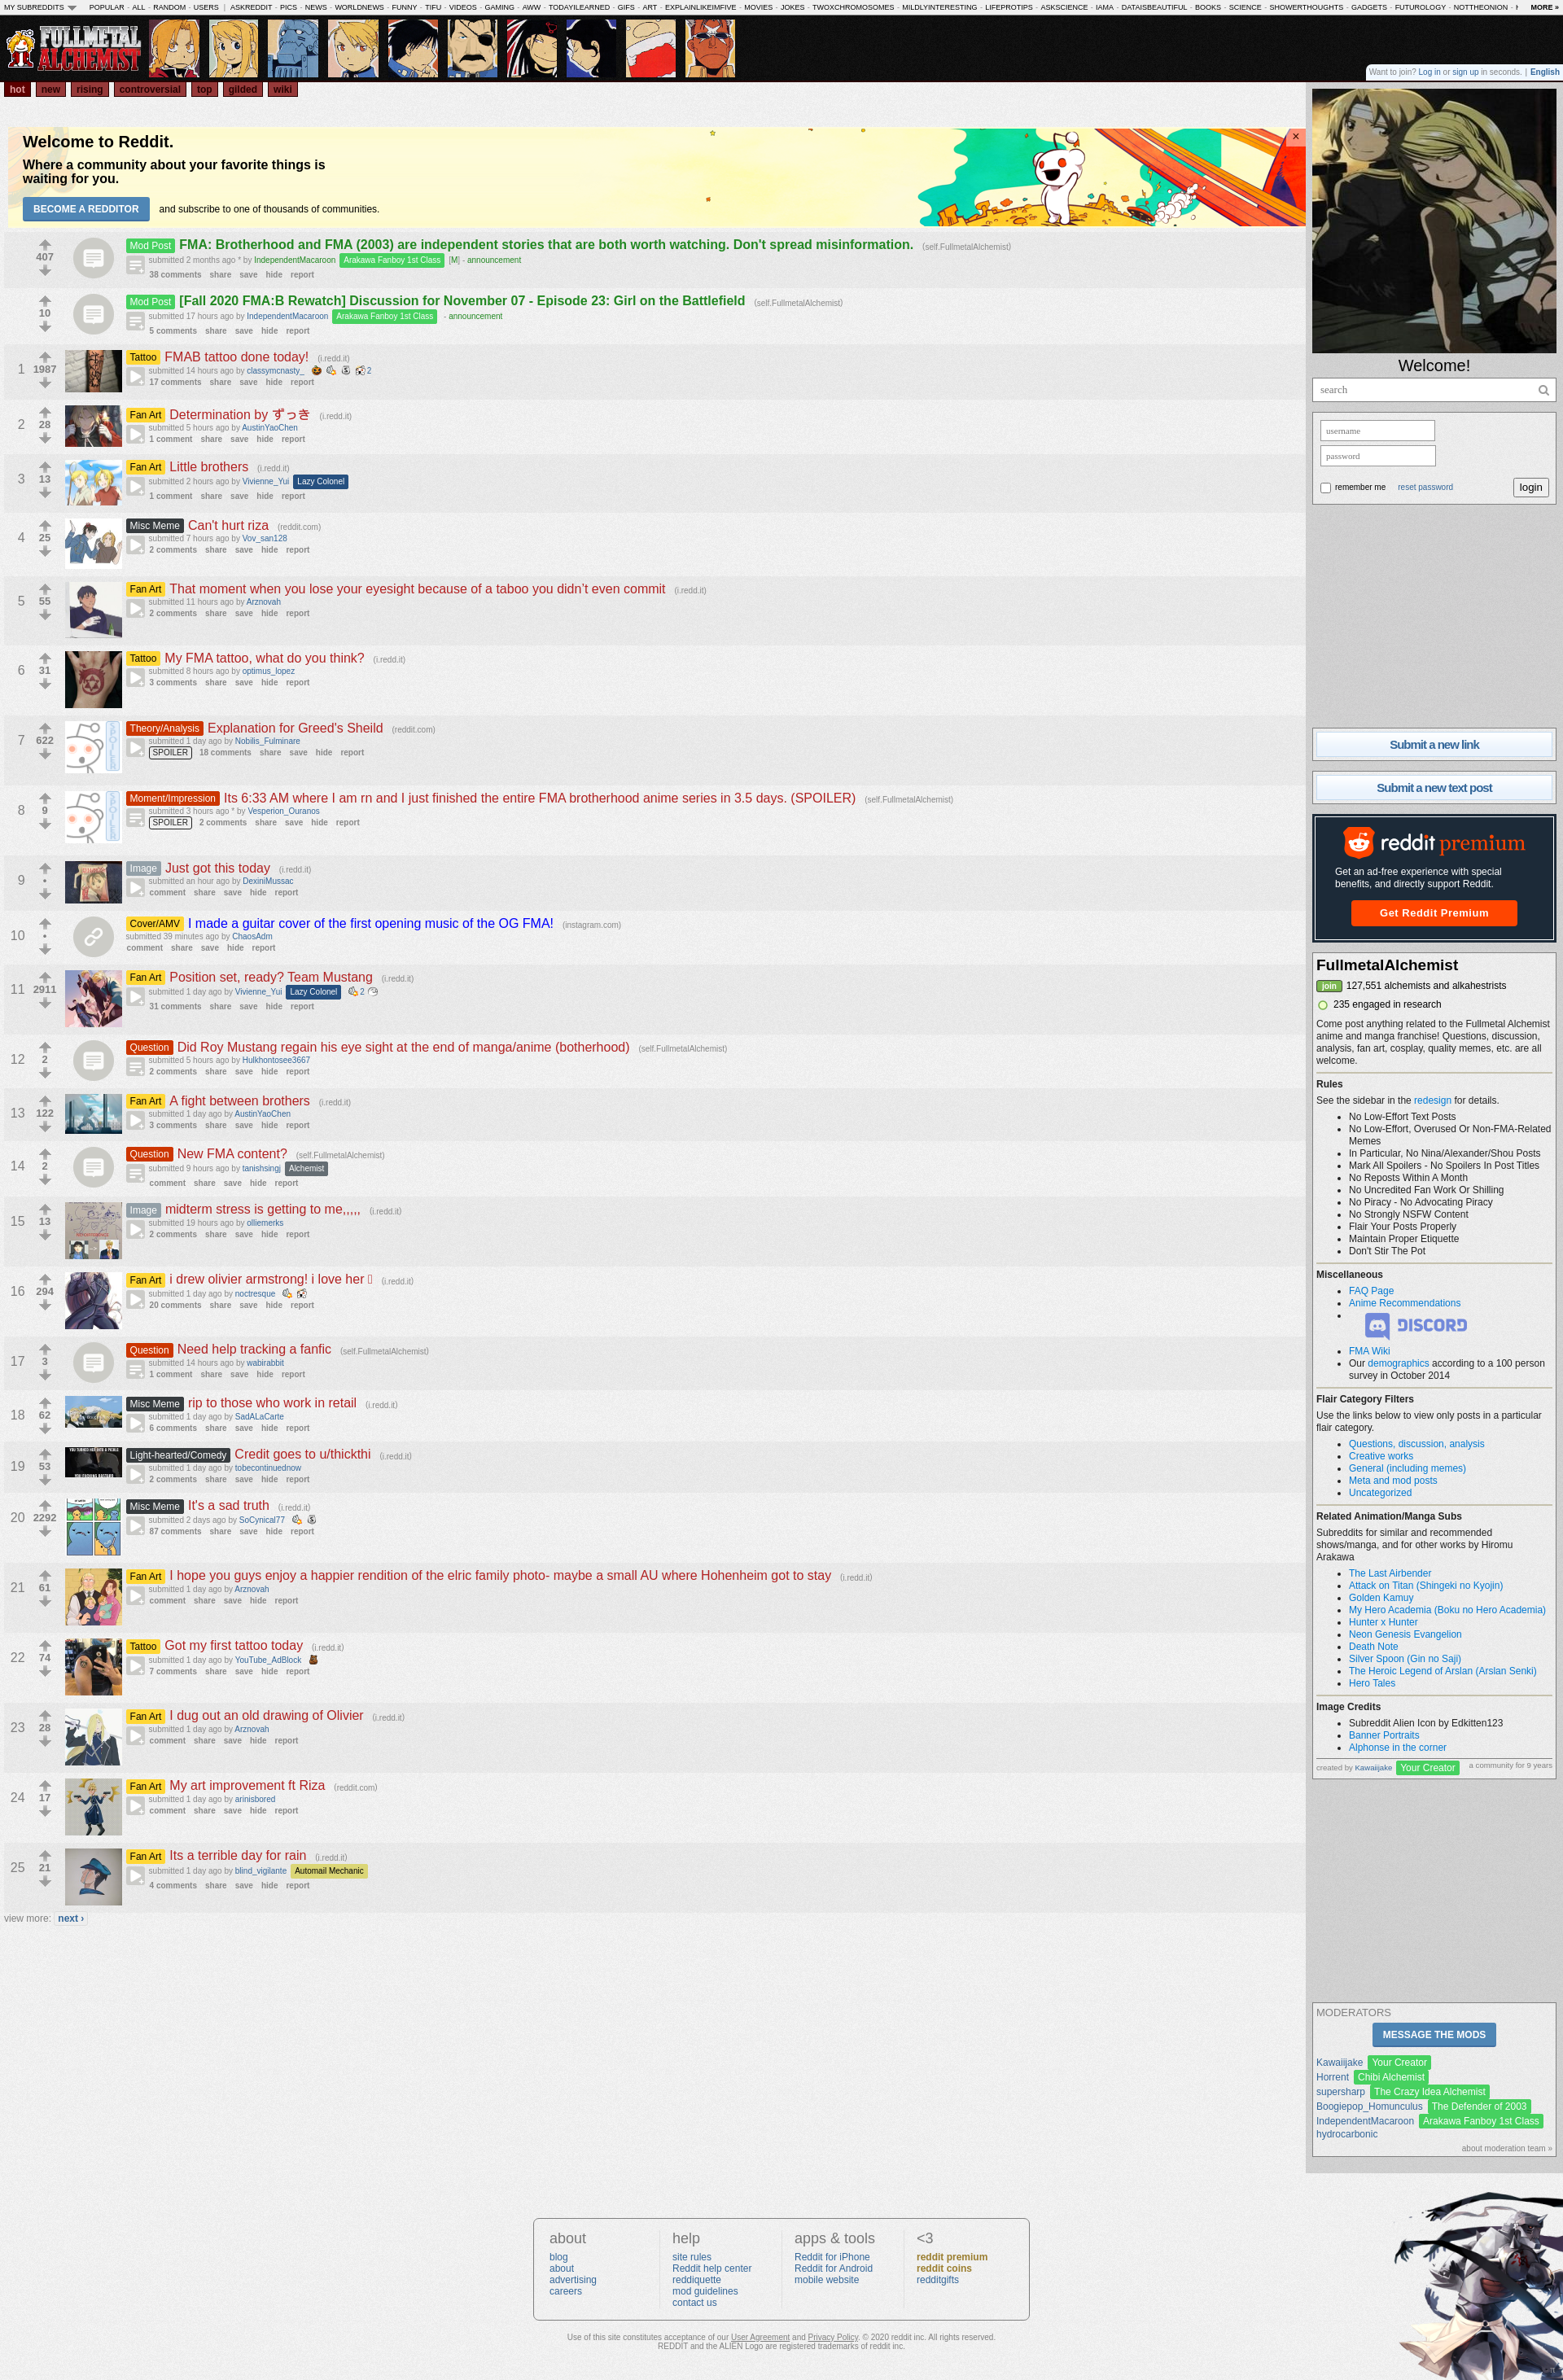 MY SUBREDDITS POPULAR - ALL - RANDOM - USERS | ASKREDDIT - PICS - NEWS - WORLDNEWS - FUNNY - TIFU - VIDEOS - GAMING - AWW - TODAYILEARNED - GIFS - ART - EXPLAINLIKEIMFIVE - MOVIES - JOKES - TWOXCHROMOSOMES - MILDLYINTERESTING - LIFEPROTIPS - ASKSCIENCE - IAMA - DATAISBEAUTIFUL - BOOKS - SCIENCE - SHOWERTHOUGHTS - GADGETS - FUTUROLOGY - NOTTHEONION - MORE »
FULLMETAL ALCHEMIST
Want to join? Log in or sign up in seconds. | English
hot new rising controversial top gilded wiki
Welcome to Reddit.
Where a community about your favorite things is
waiting for you.
BECOME A REDDITOR and subscribe to one of thousands of communities.
×
407
Mod Post FMA: Brotherhood and FMA (2003) are independent stories that are both worth watching. Don't spread misinformation. (self.FullmetalAlchemist)
submitted 2 months ago * by IndependentMacaroon Arakawa Fanboy 1st Class [M] - announcement
38 comments share save hide report
10
Mod Post [Fall 2020 FMA:B Rewatch] Discussion for November 07 - Episode 23: Girl on the Battlefield (self.FullmetalAlchemist)
submitted 17 hours ago by IndependentMacaroon Arakawa Fanboy 1st Class - announcement
5 comments share save hide report
1 1987
Tattoo FMAB tattoo done today! (i.redd.it)
submitted 14 hours ago by classymcnasty_ 2
17 comments share save hide report
2 28
Fan Art Determination by ずっき (i.redd.it)
submitted 5 hours ago by AustinYaoChen
1 comment share save hide report
3 13
Fan Art Little brothers (i.redd.it)
submitted 2 hours ago by Vivienne_Yui Lazy Colonel
1 comment share save hide report
4 25
Misc Meme Can't hurt riza (reddit.com)
submitted 7 hours ago by Vov_san128
2 comments share save hide report
5 55
Fan Art That moment when you lose your eyesight because of a taboo you didn't even commit (i.redd.it)
submitted 11 hours ago by Arznovah
2 comments share save hide report
6 31
Tattoo My FMA tattoo, what do you think? (i.redd.it)
submitted 8 hours ago by optimus_lopez
3 comments share save hide report
7 622
SPOILER
Theory/Analysis Explanation for Greed's Sheild (reddit.com)
submitted 1 day ago by Nobilis_Fulminare
SPOILER 18 comments share save hide report
8 9
SPOILER
Moment/Impression Its 6:33 AM where I am rn and I just finished the entire FMA brotherhood anime series in 3.5 days. (SPOILER) (self.FullmetalAlchemist)
submitted 3 hours ago * by Vesperion_Ouranos
SPOILER 2 comments share save hide report
9 •
Image Just got this today (i.redd.it)
submitted an hour ago by DexiniMussac
comment share save hide report
10 •
Cover/AMV I made a guitar cover of the first opening music of the OG FMA! (instagram.com)
submitted 39 minutes ago by ChaosAdm
comment share save hide report
11 2911
Fan Art Position set, ready? Team Mustang (i.redd.it)
submitted 1 day ago by Vivienne_Yui Lazy Colonel 2
31 comments share save hide report
12 2
Question Did Roy Mustang regain his eye sight at the end of manga/anime (botherhood) (self.FullmetalAlchemist)
submitted 5 hours ago by Hulkhontosee3667
2 comments share save hide report
13 122
Fan Art A fight between brothers (i.redd.it)
submitted 1 day ago by AustinYaoChen
3 comments share save hide report
14 2
Question New FMA content? (self.FullmetalAlchemist)
submitted 9 hours ago by tanishsingj Alchemist
comment share save hide report
15 13
Image midterm stress is getting to me,,,,, (i.redd.it)
submitted 19 hours ago by olliemerks
2 comments share save hide report
16 294
Fan Art i drew olivier armstrong! i love her (i.redd.it)
submitted 1 day ago by noctresque
20 comments share save hide report
17 3
Question Need help tracking a fanfic (self.FullmetalAlchemist)
submitted 14 hours ago by wabirabbit
1 comment share save hide report
18 62
Misc Meme rip to those who work in retail (i.redd.it)
submitted 1 day ago by SadALaCarte
6 comments share save hide report
19 53
Light-hearted/Comedy Credit goes to u/thickthi (i.redd.it)
submitted 1 day ago by tobecontinuednow
2 comments share save hide report
20 2292
Misc Meme It's a sad truth (i.redd.it)
submitted 2 days ago by SoCynical77
87 comments share save hide report
21 61
Fan Art I hope you guys enjoy a happier rendition of the elric family photo- maybe a small AU where Hohenheim got to stay (i.redd.it)
submitted 1 day ago by Arznovah
comment share save hide report
22 74
Tattoo Got my first tattoo today (i.redd.it)
submitted 1 day ago by YouTube_AdBlock
7 comments share save hide report
23 28
Fan Art I dug out an old drawing of Olivier (i.redd.it)
submitted 1 day ago by Arznovah
comment share save hide report
24 17
Fan Art My art improvement ft Riza (reddit.com)
submitted 1 day ago by arinisbored
comment share save hide report
25 21
Fan Art Its a terrible day for rain (i.redd.it)
submitted 1 day ago by blind_vigilante Automail Mechanic
4 comments share save hide report
view more: next ›
Welcome!
search
username
password
remember me reset password login
Submit a new link
Submit a new text post
reddit premium
Get an ad-free experience with special
benefits, and directly support Reddit.
Get Reddit Premium
FullmetalAlchemist
join 127,551 alchemists and alkahestrists
235 engaged in research
Come post anything related to the Fullmetal Alchemist
anime and manga franchise! Questions, discussion,
analysis, fan art, cosplay, quality memes, etc. are all
welcome.
Rules
See the sidebar in the redesign for details.
No Low-Effort Text Posts
No Low-Effort, Overused Or Non-FMA-Related
Memes
In Particular, No Nina/Alexander/Shou Posts
Mark All Spoilers - No Spoilers In Post Titles
No Reposts Within A Month
No Uncredited Fan Work Or Shilling
No Piracy - No Advocating Piracy
No Strongly NSFW Content
Flair Your Posts Properly
Maintain Proper Etiquette
Don't Stir The Pot
Miscellaneous
FAQ Page
Anime Recommendations
DISCORD
FMA Wiki
Our demographics according to a 100 person
survey in October 2014
Flair Category Filters
Use the links below to view only posts in a particular
flair category.
Questions, discussion, analysis
Creative works
General (including memes)
Meta and mod posts
Uncategorized
Related Animation/Manga Subs
Subreddits for similar and recommended
shows/manga, and for other works by Hiromu
Arakawa
The Last Airbender
Attack on Titan (Shingeki no Kyojin)
Golden Kamuy
My Hero Academia (Boku no Hero Academia)
Hunter x Hunter
Neon Genesis Evangelion
Death Note
Silver Spoon (Gin no Saji)
The Heroic Legend of Arslan (Arslan Senki)
Hero Tales
Image Credits
Subreddit Alien Icon by Edkitten123
Banner Portraits
Alphonse in the corner
created by Kawaiijake Your Creator a community for 9 years
MODERATORS
MESSAGE THE MODS
Kawaiijake Your Creator
Horrent Chibi Alchemist
supersharp The Crazy Idea Alchemist
Boogiepop_Homunculus The Defender of 2003
IndependentMacaroon Arakawa Fanboy 1st Class
hydrocarbonic
about moderation team »
about
blog
about
advertising
careers
help
site rules
Reddit help center
reddiquette
mod guidelines
contact us
apps & tools
Reddit for iPhone
Reddit for Android
mobile website
<3
reddit premium
reddit coins
redditgifts
Use of this site constitutes acceptance of our User Agreement and Privacy Policy. © 2020 reddit inc. All rights reserved.
REDDIT and the ALIEN Logo are registered trademarks of reddit inc.